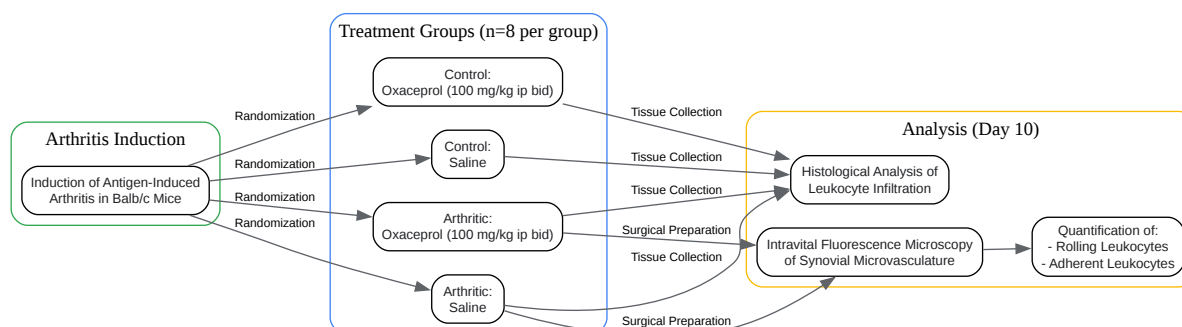 Treatment Groups (n=8 per group)
Control:
Oxaceprol (100 mg/kg ip bid)
Randomization
Tissue Collection
Arthritis Induction
Analysis (Day 10)
Control:
Saline
Randomization
Tissue Collection
Induction of Antigen-Induced
Arthritis in Balb/c Mice
Histological Analysis of
Leukocyte Infiltration
Randomization
Tissue Collection
Arthritic:
Oxaceprol (100 mg/kg ip bid)
Randomization
Surgical Preparation
Intravital Fluorescence Microscopy
of Synovial Microvasculature
Quantification of:
- Rolling Leukocytes
- Adherent Leukocytes
Tissue Collection
Arthritic:
Saline
Surgical Preparation